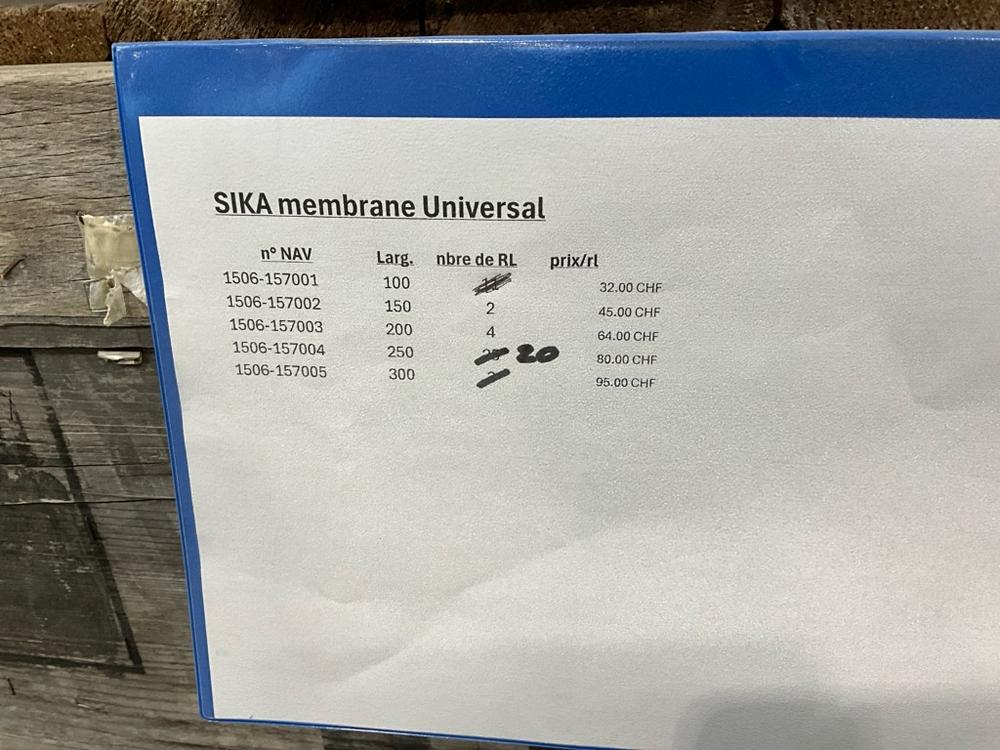 SIKA membrane Universal
n° NAV Larg. nbre de RL prix/rl
1506-157001 100 32.00 CHF
1506-157002 150 2 45.00 CHF
1506-157003 200 4 64.00 CHF
1506-157004 250 20 80.00 CHF
1506-157005 300 95.00 CHF